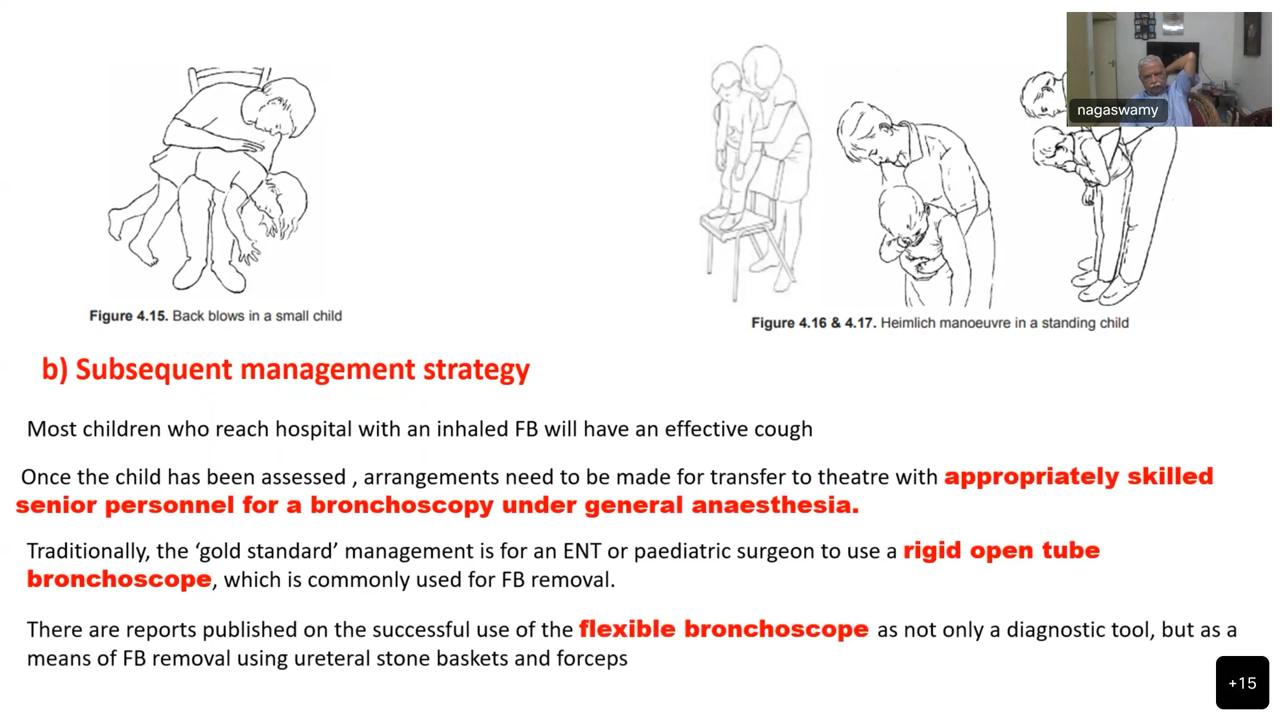 nagaswamy
Figure 4.15. Back blows in a small child
Figure 4.16 & 4.17. Heimlich manoeuvre in a standing child
b) Subsequent management strategy
Most children who reach hospital with an inhaled FB will have an effective cough
Once the child has been assessed , arrangements need to be made for transfer to theatre with appropriately skilled
senior personnel for a bronchoscopy under general anaesthesia.
Traditionally, the ‘gold standard’ management is for an ENT or paediatric surgeon to use a rigid open tube
bronchoscope, which is commonly used for FB removal.
There are reports published on the successful use of the flexible bronchoscope as not only a diagnostic tool, but as a
means of FB removal using ureteral stone baskets and forceps
+15